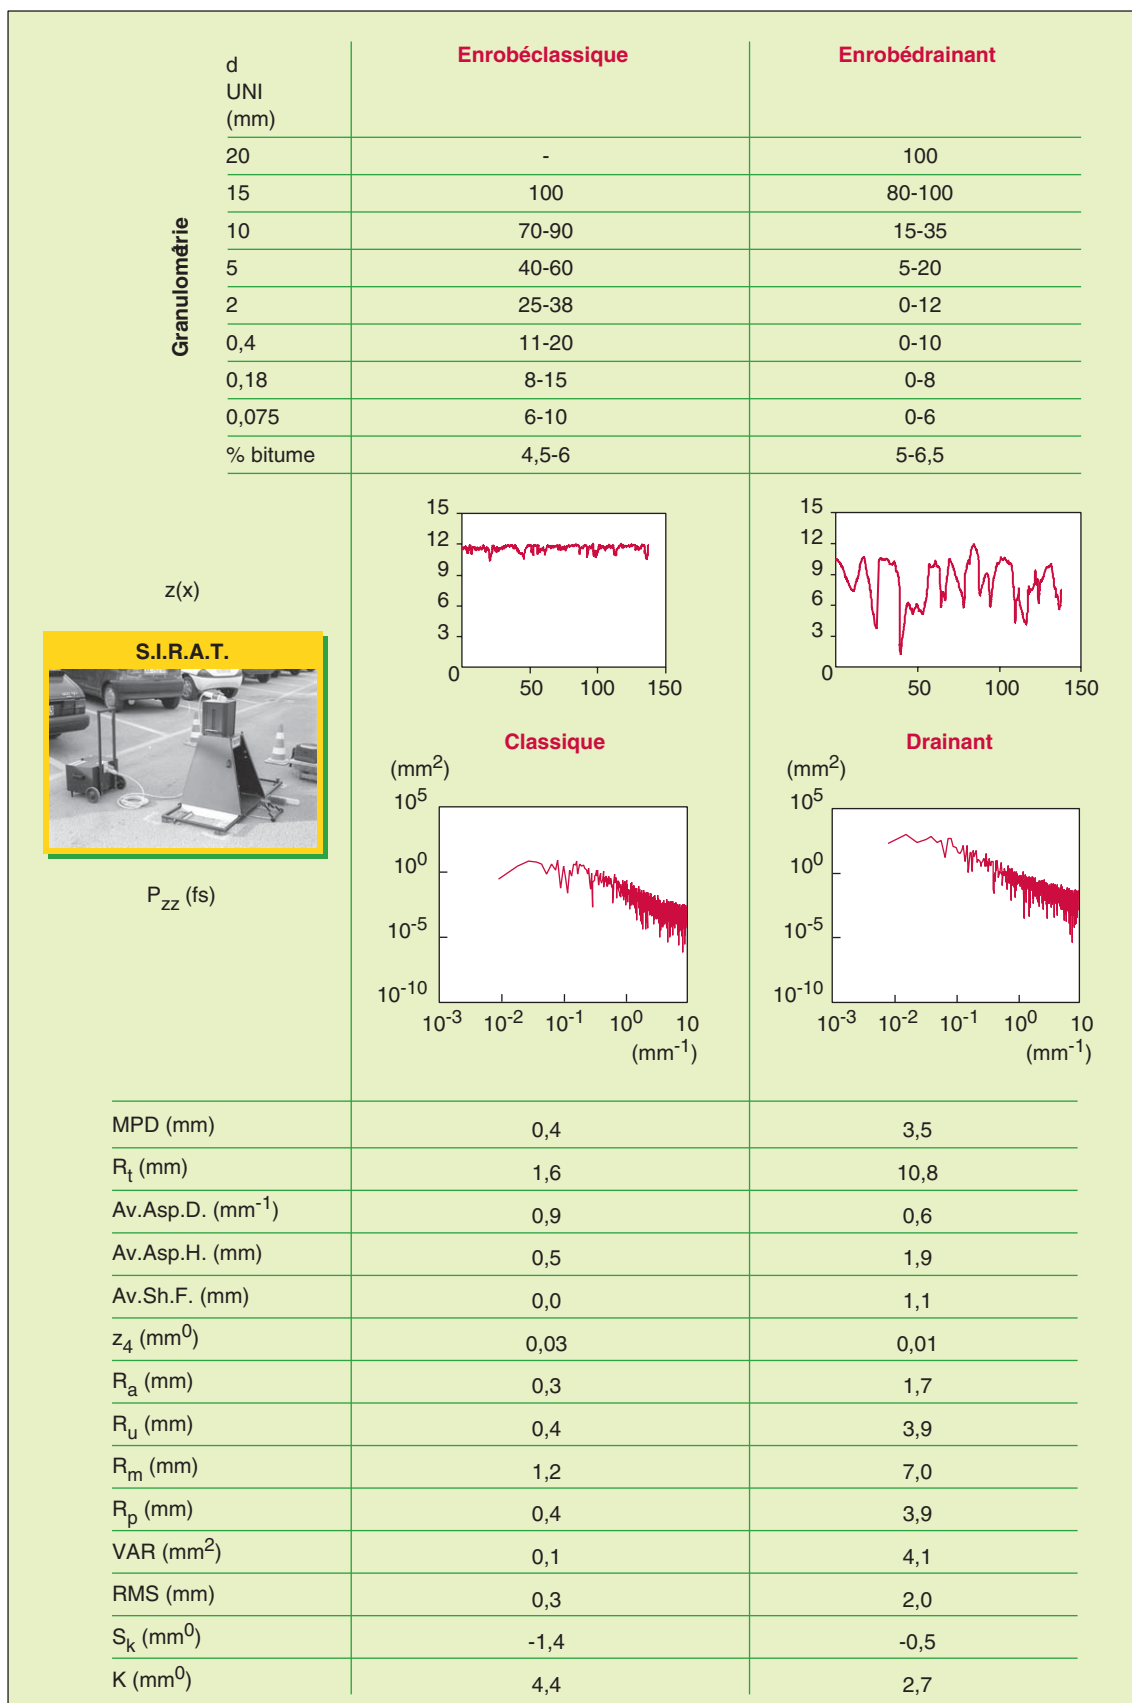 d
UNI
(mm)
Enrobéclassique
Enrobédrainant
Granulométrie
20 - 100
15 100 80-100
10 70-90 15-35
5 40-60 5-20
2 25-38 0-12
0,4 11-20 0-10
0,18 8-15 0-8
0,075 6-10 0-6
% bitume 4,5-6 5-6,5
z(x)
15
12
9
6
3
0
50 100 150
15
12
9
6
3
0
50 100 150
S.I.R.A.T.
P_zz (fs)
Classique
(mm²)
10⁵
10⁰
10⁻⁵
10⁻¹⁰
10⁻³ 10⁻² 10⁻¹ 10⁰ 10
(mm⁻¹)
Drainant
(mm²)
10⁵
10⁰
10⁻⁵
10⁻¹⁰
10⁻³ 10⁻² 10⁻¹ 10⁰ 10
(mm⁻¹)
MPD (mm) 0,4 3,5
R_t (mm) 1,6 10,8
Av.Asp.D. (mm⁻¹) 0,9 0,6
Av.Asp.H. (mm) 0,5 1,9
Av.Sh.F. (mm) 0,0 1,1
z₄ (mm⁰) 0,03 0,01
R_a (mm) 0,3 1,7
R_u (mm) 0,4 3,9
R_m (mm) 1,2 7,0
R_p (mm) 0,4 3,9
VAR (mm²) 0,1 4,1
RMS (mm) 0,3 2,0
S_k (mm⁰) -1,4 -0,5
K (mm⁰) 4,4 2,7